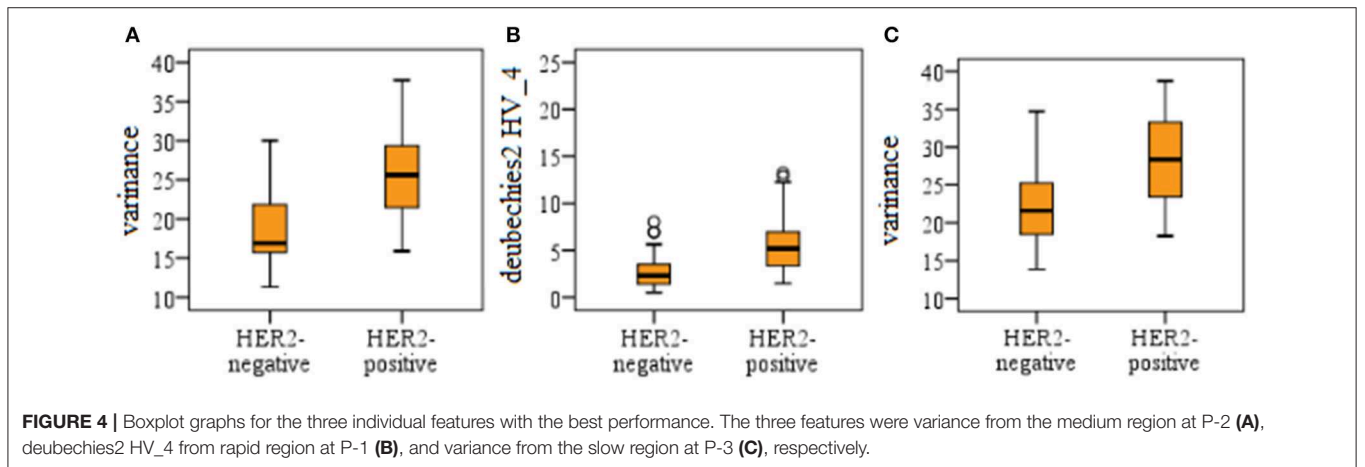 A
varinance
40
35
30
25
20
15
10
HER2-
negative
HER2-
positive
B
deubechies2 HV_4
25
20
15
10
5
0
HER2-
negative
HER2-
positive
C
varinance
40
35
30
25
20
15
10
HER2-
negative
HER2-
positive
FIGURE 4 | Boxplot graphs for the three individual features with the best performance. The three features were variance from the medium region at P-2 (A),
deubechies2 HV_4 from rapid region at P-1 (B), and variance from the slow region at P-3 (C), respectively.